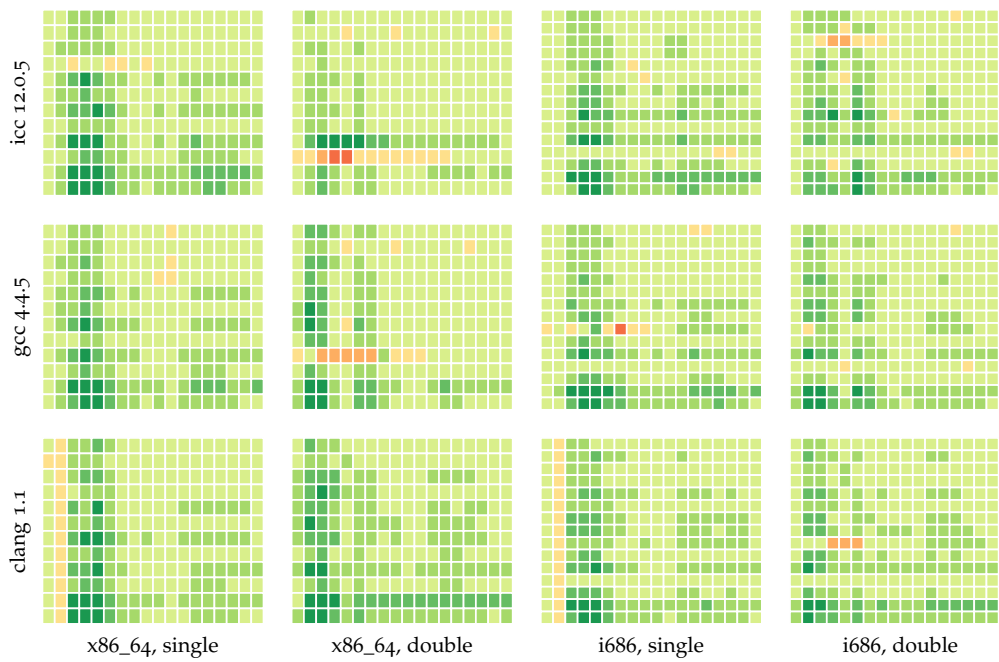 icc 12.0.5
gcc 4.4.5
clang 1.1
x86_64, single
x86_64, double
i686, single
i686, double